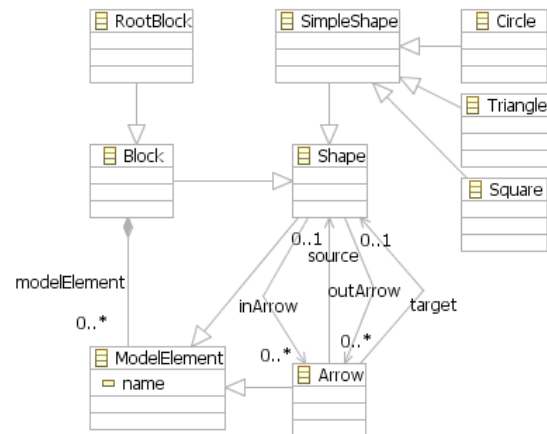 RootBlock
SimpleShape
Circle
Triangle
Block
Shape
Square
0..1
0..1
source
modelElement
inArrow
outArrow
target
0..*
0..*
0..*
ModelElement
name
Arrow